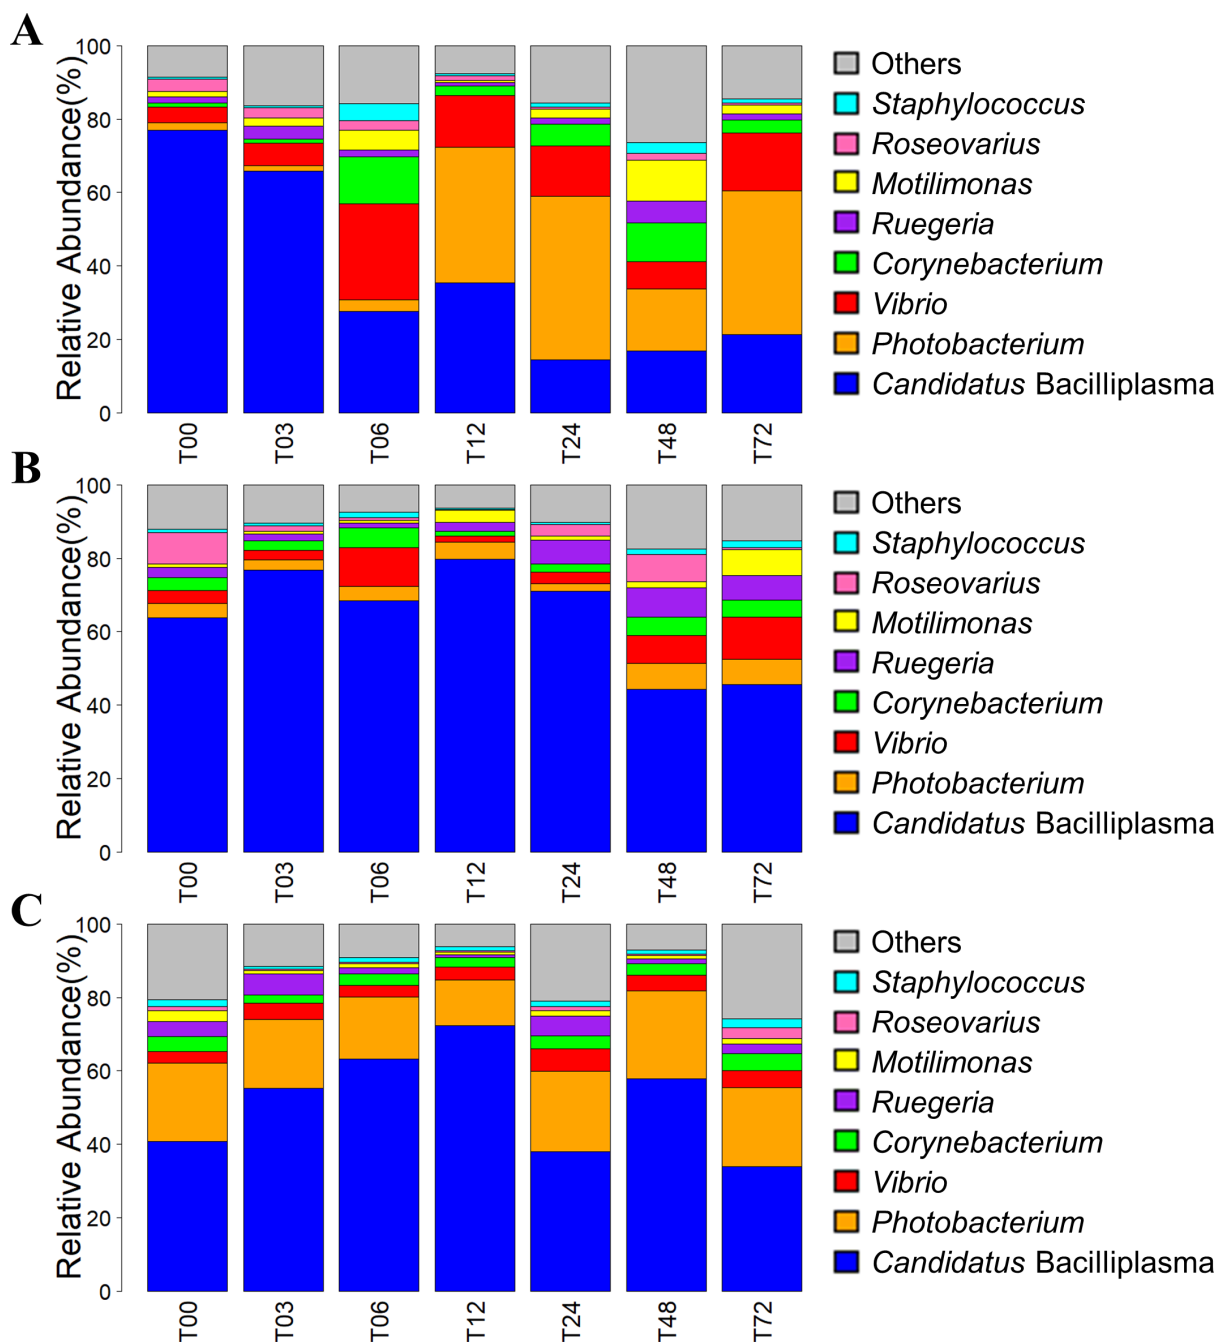 A
Relative Abundance(%)
100
80
60
40
20
0
T00 T03 T06 T12 T24 T48 T72
Others
Staphylococcus
Roseovarius
Motilimonas
Ruegeria
Corynebacterium
Vibrio
Photobacterium
Candidatus Bacilliplasma
B
Relative Abundance(%)
100
80
60
40
20
0
T00 T03 T06 T12 T24 T48 T72
Others
Staphylococcus
Roseovarius
Motilimonas
Ruegeria
Corynebacterium
Vibrio
Photobacterium
Candidatus Bacilliplasma
C
Relative Abundance(%)
100
80
60
40
20
0
T00 T03 T06 T12 T24 T48 T72
Others
Staphylococcus
Roseovarius
Motilimonas
Ruegeria
Corynebacterium
Vibrio
Photobacterium
Candidatus Bacilliplasma